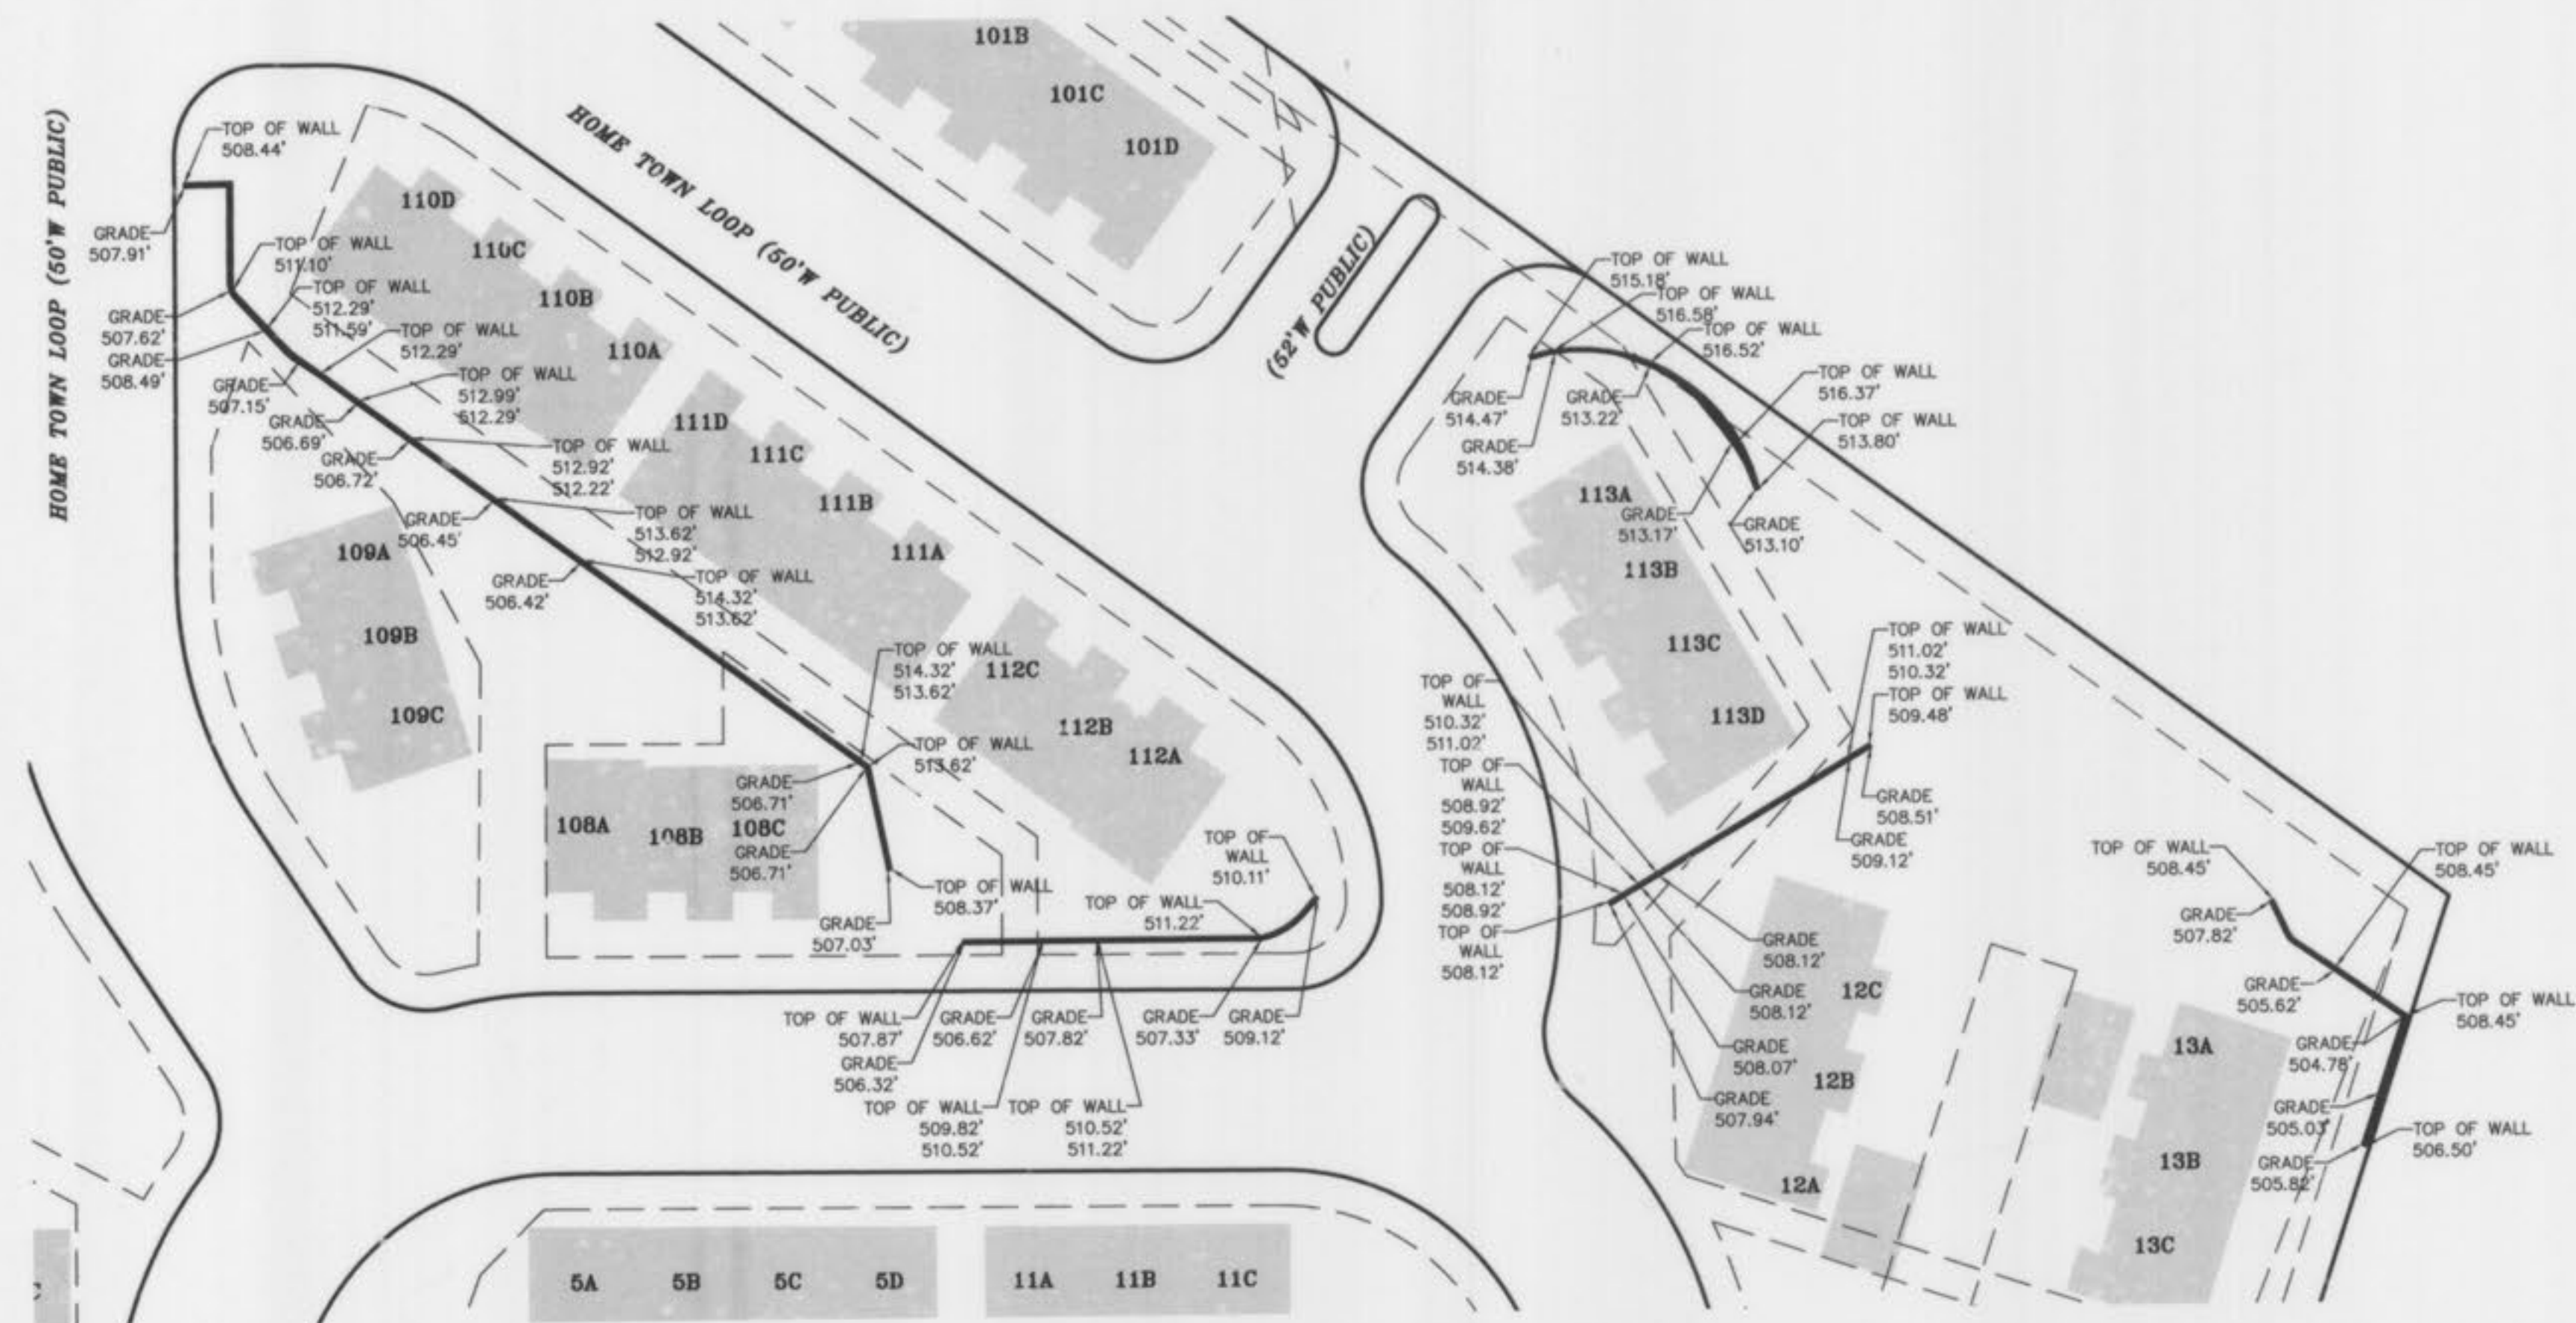 HOME TOWN LOOP (50'W PUBLIC)
TOP OF WALL
508.44'
GRADE
507.91'
TOP OF WALL
511.10'
GRADE
507.62'
TOP OF WALL
512.29'
511.59'
GRADE
508.49'
TOP OF WALL
512.29'
GRADE
507.15'
TOP OF WALL
512.99'
512.29'
GRADE
506.69'
TOP OF WALL
512.92'
512.22'
GRADE
506.72'
TOP OF WALL
513.62'
512.92'
GRADE
506.45'
TOP OF WALL
514.32'
513.62'
GRADE
506.42'
TOP OF WALL
514.32'
513.62'
GRADE
506.71'
TOP OF WALL
513.62'
GRADE
506.71'
TOP OF WALL
508.37'
GRADE
507.03'
110D
110C
110B
110A
111D
111C
111B
111A
112C
112B
112A
109A
109B
109C
108A
108B
108C
HOME TOWN LOOP (50'W PUBLIC)
101B
101C
101D
(52'W PUBLIC)
TOP OF
WALL
510.11'
TOP OF WALL
511.22'
TOP OF WALL
507.87'
GRADE
506.32'
GRADE
506.62'
GRADE
507.82'
GRADE
507.33'
GRADE
509.12'
TOP OF WALL
509.82'
510.52'
TOP OF WALL
510.52'
511.22'
5A
5B
5C
5D
11A
11B
11C
C
TOP OF WALL
515.18'
TOP OF WALL
516.58'
TOP OF WALL
516.52'
TOP OF WALL
516.37'
TOP OF WALL
513.80'
GRADE
514.47'
GRADE
514.38'
GRADE
513.22'
GRADE
513.17'
GRADE
513.10'
113A
113B
113C
113D
TOP OF WALL
511.02'
510.32'
TOP OF WALL
509.48'
GRADE
508.51'
GRADE
509.12'
TOP OF
WALL
510.32'
511.02'
TOP OF
WALL
508.92'
509.62'
TOP OF
WALL
508.12'
508.92'
TOP OF
WALL
508.12'
GRADE
508.12'
GRADE
508.12'
GRADE
508.07'
GRADE
507.94'
12C
12B
12A
TOP OF WALL
508.45'
TOP OF WALL
508.45'
GRADE
507.82'
GRADE
505.62'
TOP OF WALL
508.45'
GRADE
504.78'
GRADE
505.03'
TOP OF WALL
506.50'
GRADE
505.82'
13A
13B
13C